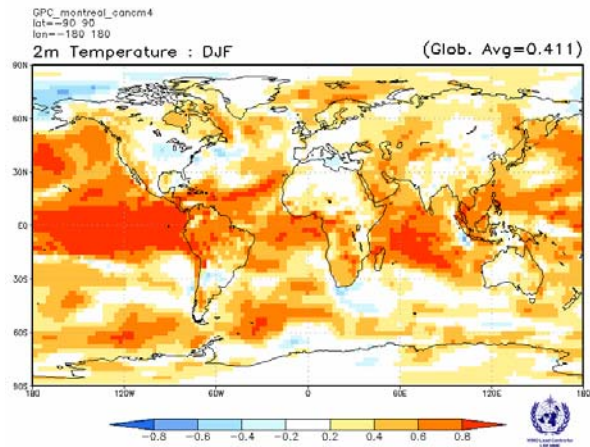 GPC_montreal_cancm4
lat=-90 90
lon=-180 180
2m Temperature : DJF (Glob. Avg=0.411)
90N
60N
30N
EQ
30S
60S
90S
180 120W 60W 0 60E 120E 180
-0.8 -0.6 -0.4 -0.2 0.2 0.4 0.6 0.8